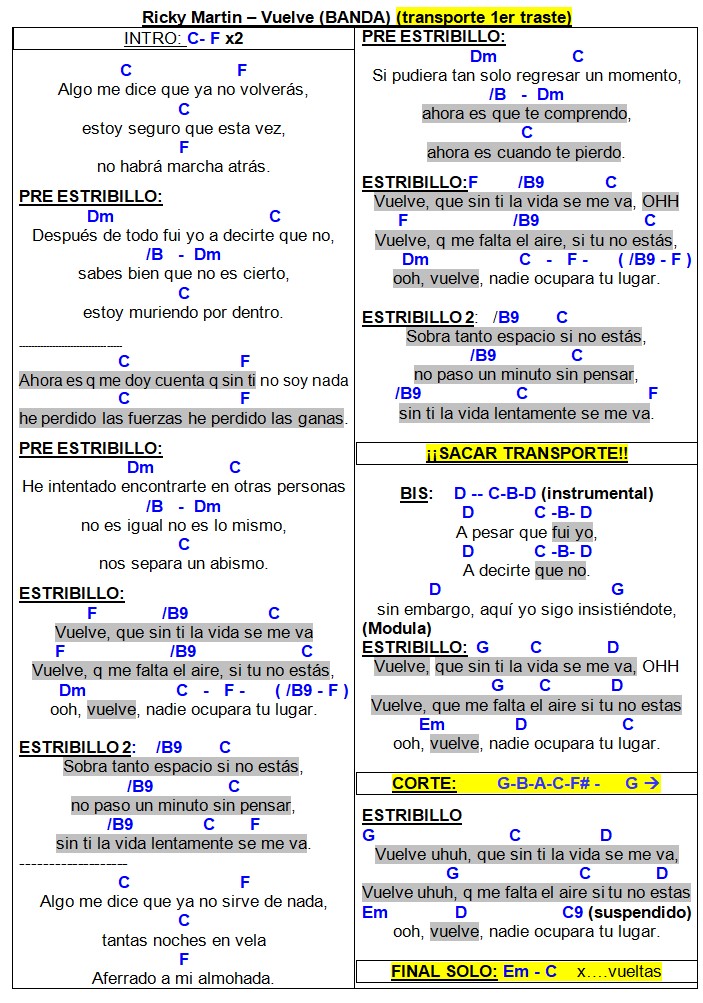 Ricky Martin – Vuelve (BANDA) (transporte 1er traste)
INTRO: C- F x2
C F
Algo me dice que ya no volverás,
C
estoy seguro que esta vez,
F
no habrá marcha atrás.
PRE ESTRIBILLO:
Dm C
Después de todo fui yo a decirte que no,
/B - Dm
sabes bien que no es cierto,
C
estoy muriendo por dentro.
---------------------------------
C F
Ahora es q me doy cuenta q sin ti no soy nada
C F
he perdido las fuerzas he perdido las ganas.
PRE ESTRIBILLO:
Dm C
He intentado encontrarte en otras personas
/B - Dm
no es igual no es lo mismo,
C
nos separa un abismo.
ESTRIBILLO:
F /B9 C
Vuelve, que sin ti la vida se me va
F /B9 C
Vuelve, q me falta el aire, si tu no estás,
Dm C - F - ( /B9 - F )
ooh, vuelve, nadie ocupara tu lugar.
ESTRIBILLO 2: /B9 C
Sobra tanto espacio si no estás,
/B9 C
no paso un minuto sin pensar,
/B9 C F
sin ti la vida lentamente se me va.
-------------------
C F
Algo me dice que ya no sirve de nada,
C
tantas noches en vela
F
Aferrado a mi almohada.
PRE ESTRIBILLO:
Dm C
Si pudiera tan solo regresar un momento,
/B - Dm
ahora es que te comprendo,
C
ahora es cuando te pierdo.
ESTRIBILLO:F /B9 C
Vuelve, que sin ti la vida se me va, OHH
F /B9 C
Vuelve, q me falta el aire, si tu no estás,
Dm C - F - ( /B9 - F )
ooh, vuelve, nadie ocupara tu lugar.
ESTRIBILLO 2: /B9 C
Sobra tanto espacio si no estás,
/B9 C
no paso un minuto sin pensar,
/B9 C F
sin ti la vida lentamente se me va.
¡¡SACAR TRANSPORTE!!
BIS: D -- C-B-D (instrumental)
D C -B- D
A pesar que fui yo,
D C -B- D
A decirte que no.
D G
sin embargo, aquí yo sigo insistiéndote,
(Modula)
ESTRIBILLO: G C D
Vuelve, que sin ti la vida se me va, OHH
G C D
Vuelve, que me falta el aire si tu no estas
Em D C
ooh, vuelve, nadie ocupara tu lugar.
CORTE: G-B-A-C-F# - G →
ESTRIBILLO
G C D
Vuelve uhuh, que sin ti la vida se me va,
G C D
Vuelve uhuh, q me falta el aire si tu no estas
Em D C9 (suspendido)
ooh, vuelve, nadie ocupara tu lugar.
FINAL SOLO: Em - C x….vueltas